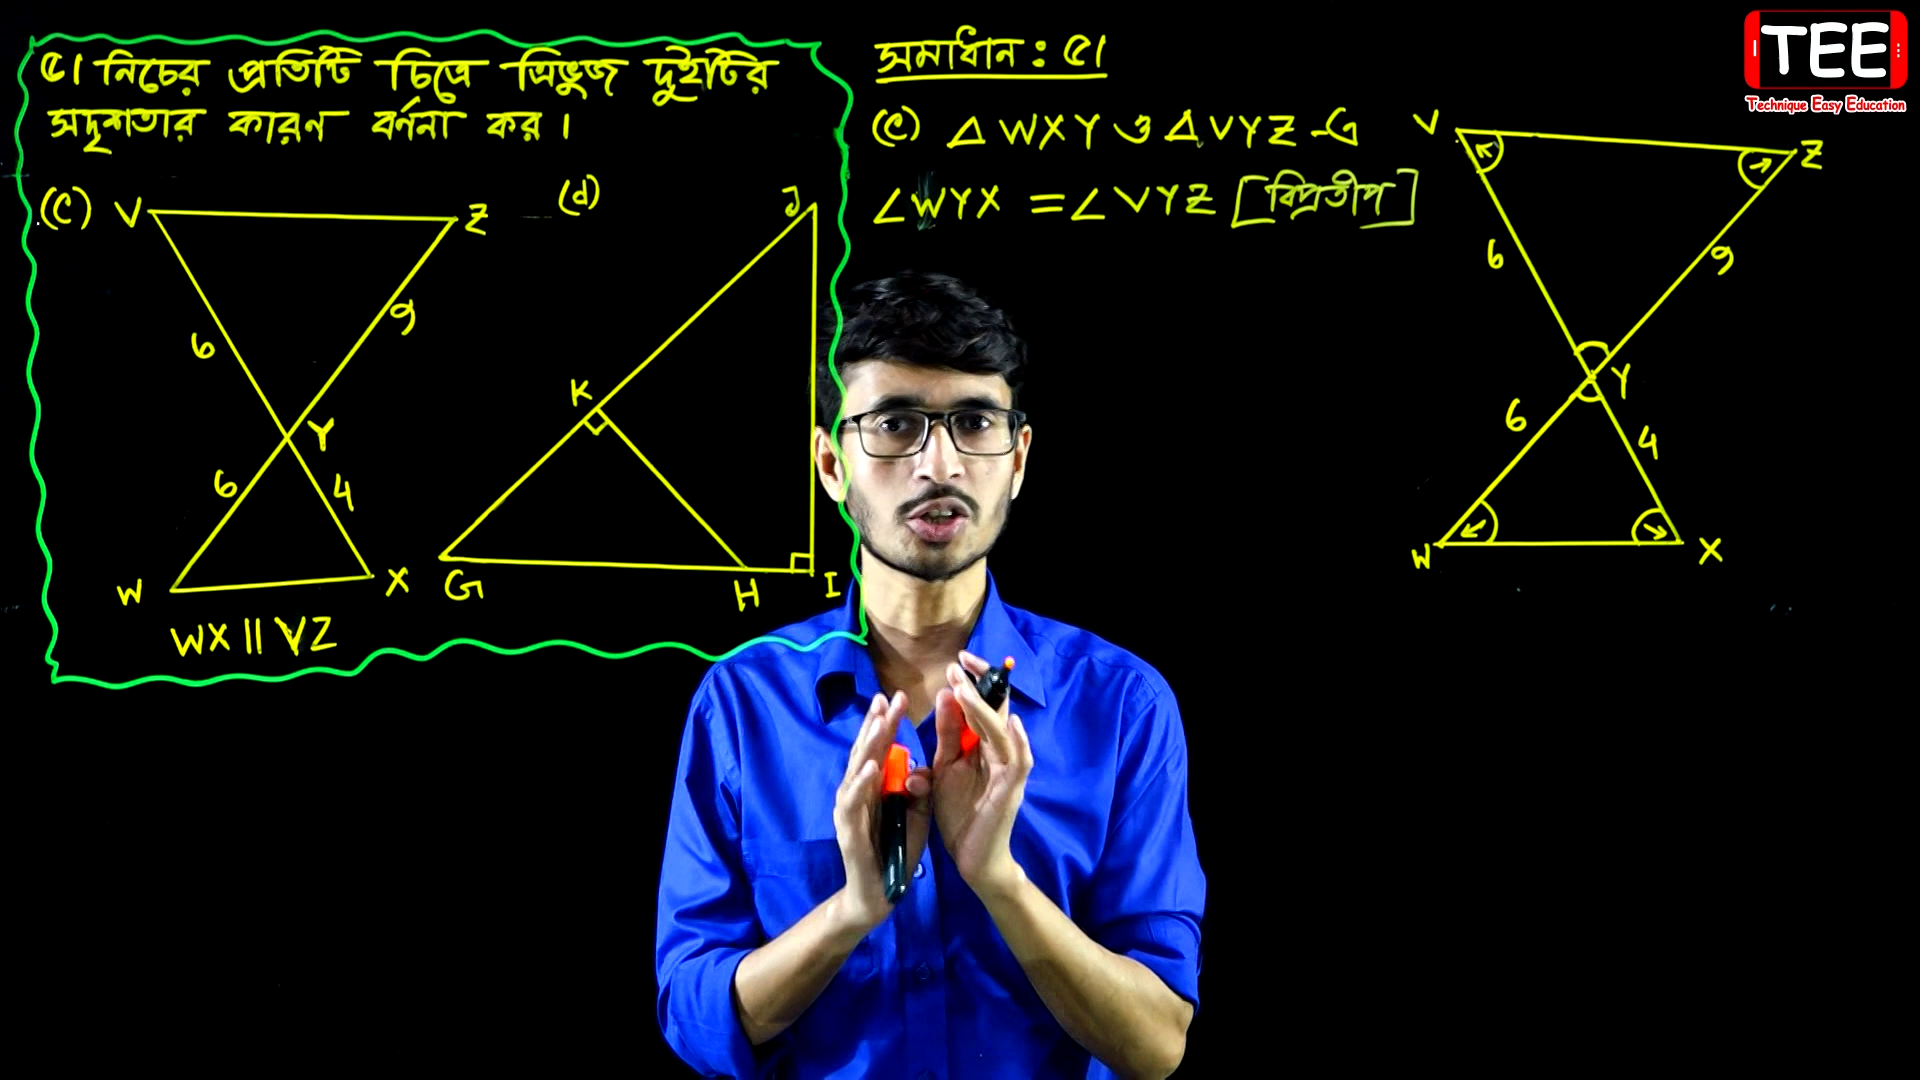 ৫। নিচের প্রতিটি চিত্রে ত্রিভুজ দুইটির
সদৃশতার কারণ বর্ণনা কর।
(c)
V
Z
6
9
Y
6
4
W
X
WX || VZ
(d)
J
K
G
H
I
সমাধান : ৫।
(c) △ WXY ও △ VYZ -এ
∠WYX = ∠VYZ [বিপ্রতীপ]
V
Z
6
9
Y
6
4
W
X
TEE
Technique Easy Education